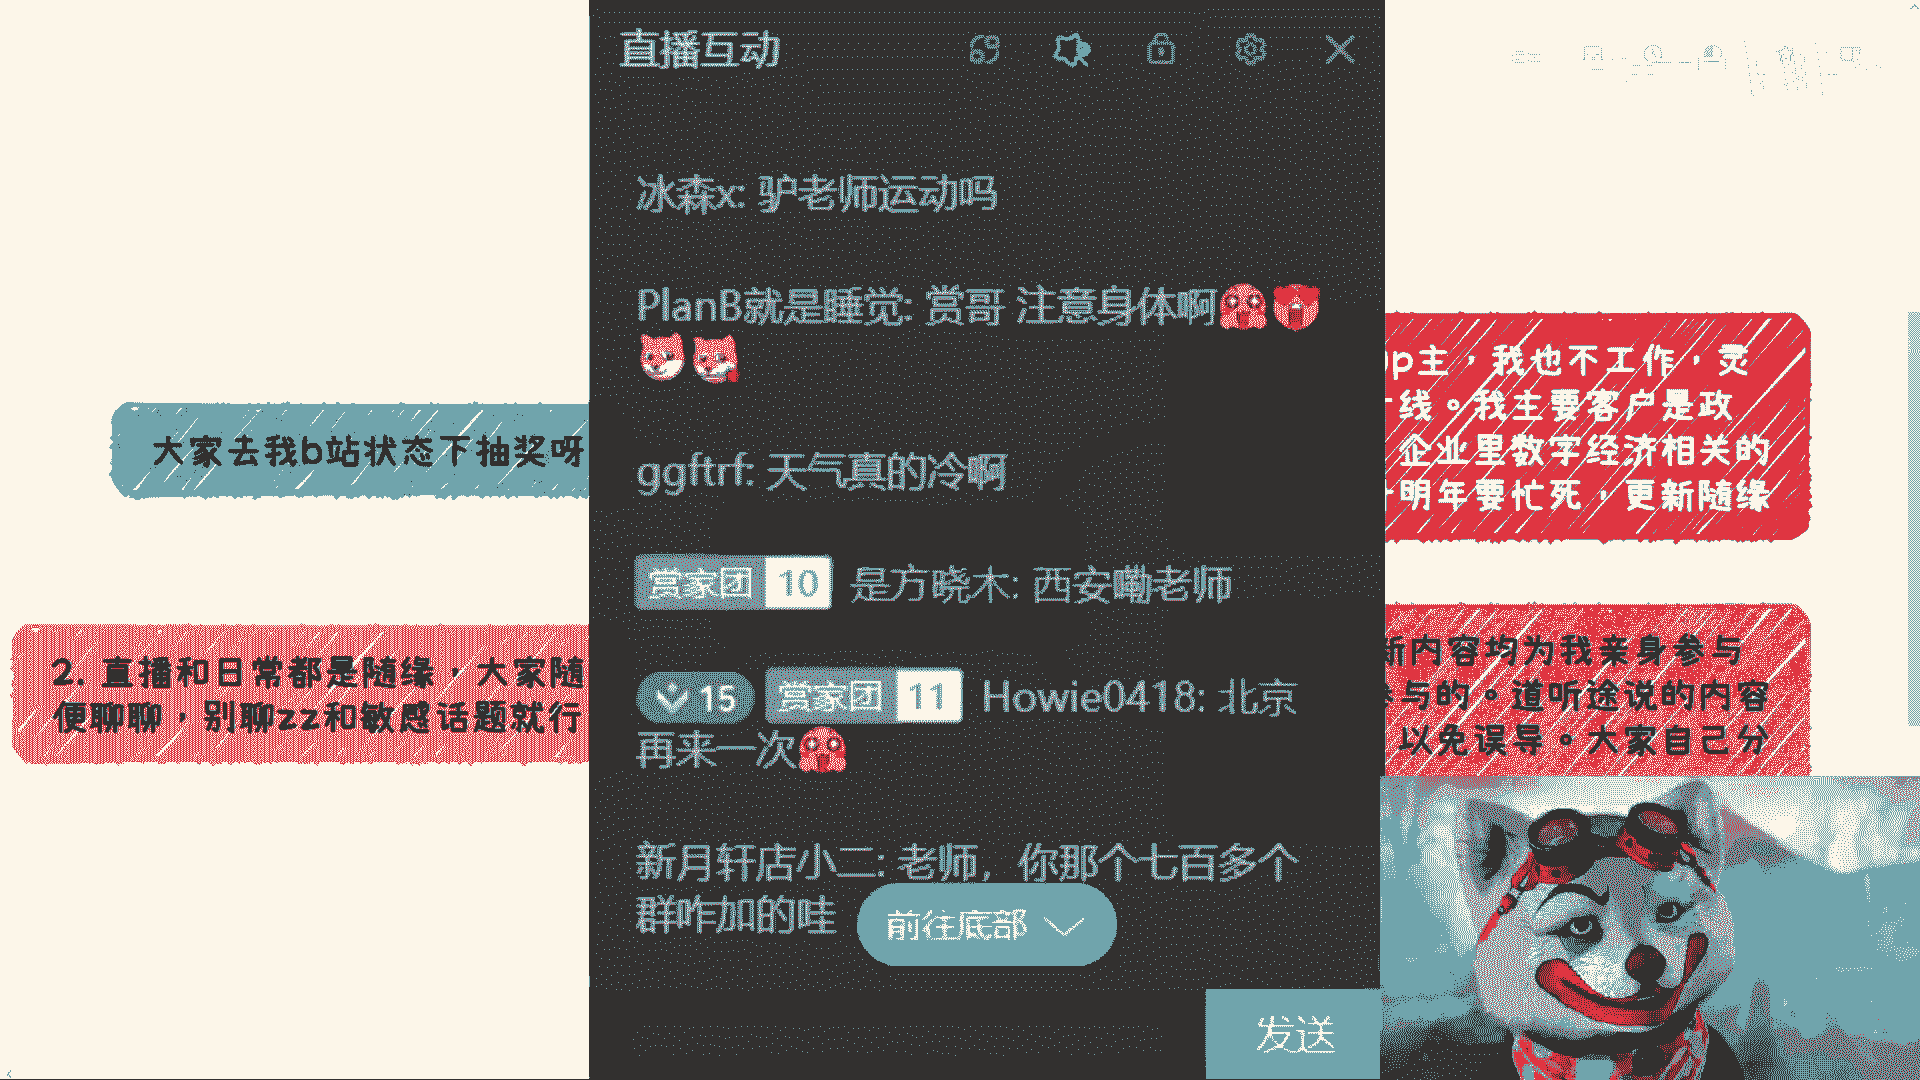 直播互动
冰森x: 驴老师运动吗
PlanB就是睡觉: 赏哥 注意身体啊
ggftrf: 天气真的冷啊
赏家团 10 是方晓木: 西安嘞老师
15 赏家团 11 Howie0418: 北京
再来一次
新月轩店小二: 老师，你那个七百多个
群咋加的哇
前往底部
发送
大家去我b站状态下抽奖呀
2. 直播和日常都是随缘，大家随
便聊聊，别聊zz和敏感话题就行
p主，我也不工作，灵
线。我主要客户是政
企业里数字经济相关的
明年要忙死，更新随缘
新内容均为我亲身参与
参与的。道听途说的内容
以免误导。大家自己分